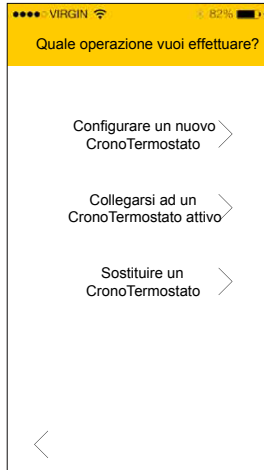 VIRGIN 82%
Quale operazione vuoi effettuare?
Configurare un nuovo
CronoTermostato
Collegarsi ad un
CronoTermostato attivo
Sostituire un
CronoTermostato